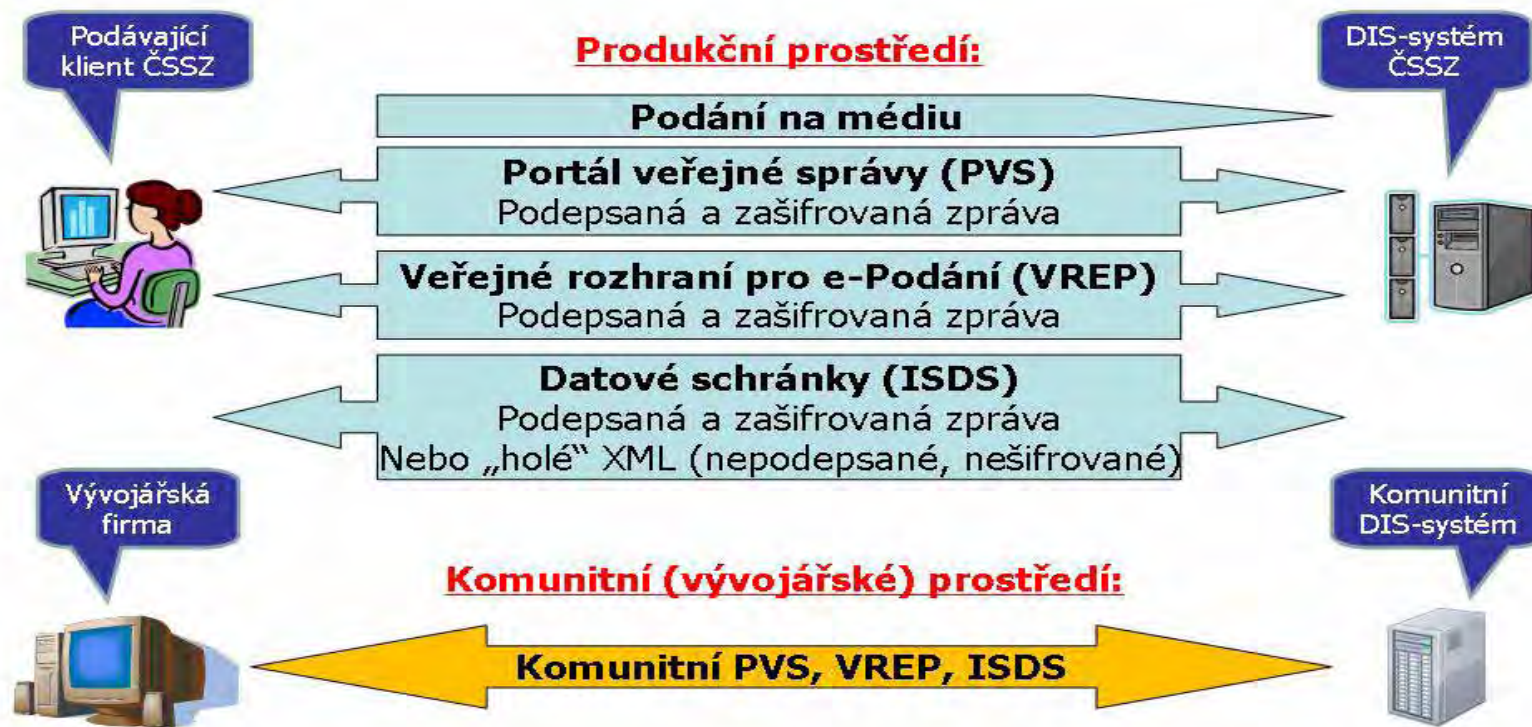 Podávající
klient ČSSZ
Produkční prostředí:
DIS-systém
ČSSZ
Podání na médiu
Portál veřejné správy (PVS)
Podepsaná a zašifrovaná zpráva
Veřejné rozhraní pro e-Podání (VREP)
Podepsaná a zašifrovaná zpráva
Datové schránky (ISDS)
Podepsaná a zašifrovaná zpráva
Nebo „holé“ XML (nepodepsané, nešifrované)
Vývojářská
firma
Komunitní
DIS-systém
Komunitní (vývojářské) prostředí:
Komunitní PVS, VREP, ISDS